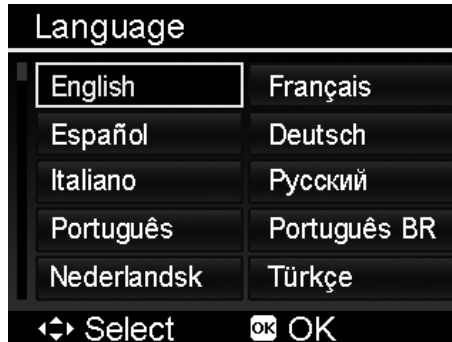 Language
English Français
Español Deutsch
Italiano Русский
Português Português BR
Nederlandsk Türkçe
Select OK OK